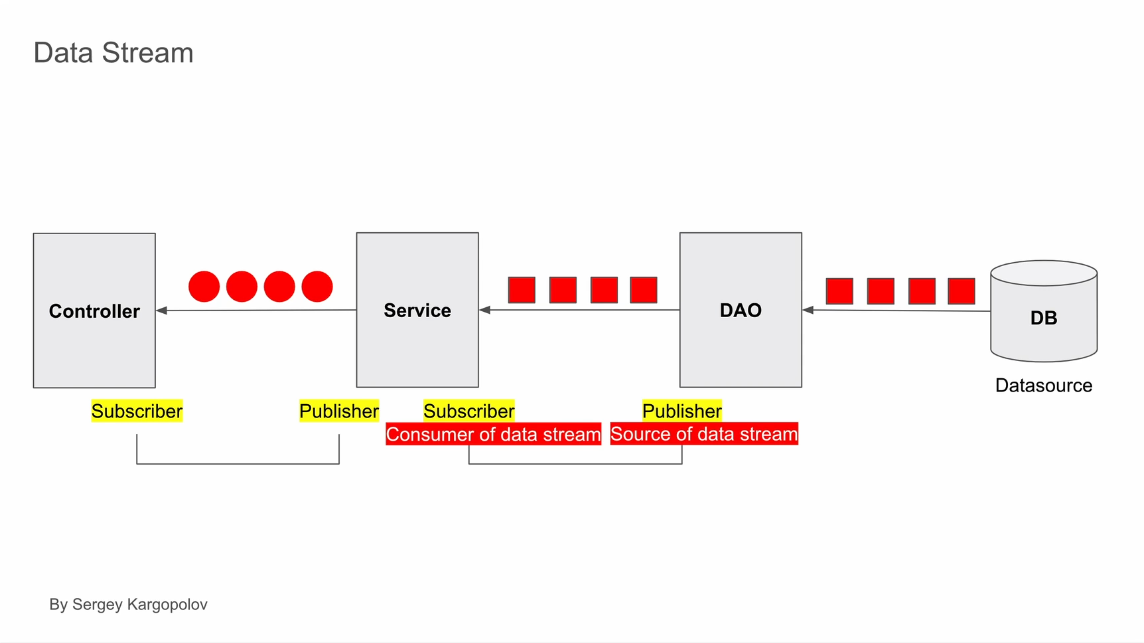 Data Stream
Controller
Service
DAO
DB
Datasource
Subscriber
Publisher
Subscriber
Publisher
Consumer of data stream
Source of data stream
By Sergey Kargopolov